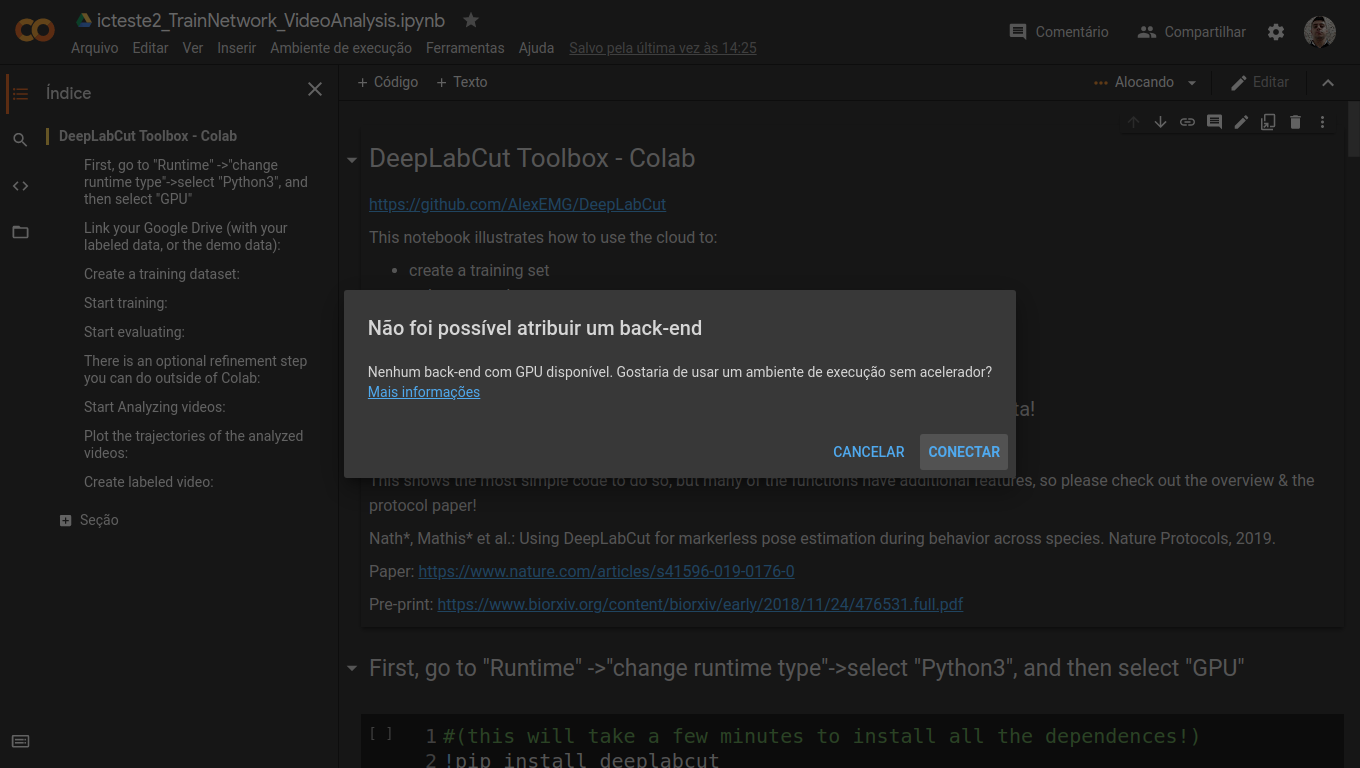 icteste2_TrainNetwork_VideoAnalysis.ipynb
Arquivo Editar Ver Inserir Ambiente de execução Ferramentas Ajuda Salvo pela última vez às 14:25
Comentário Compartilhar
Índice
DeepLabCut Toolbox - Colab
First, go to "Runtime" ->"change
runtime type"->select "Python3", and
then select "GPU"
Link your Google Drive (with your
labeled data, or the demo data):
Create a training dataset:
Start training:
Start evaluating:
There is an optional refinement step
you can do outside of Colab:
Start Analyzing videos:
Plot the trajectories of the analyzed
videos:
Create labeled video:
Seção
+ Código + Texto
Alocando Editar
DeepLabCut Toolbox - Colab
https://github.com/AlexEMG/DeepLabCut
This notebook illustrates how to use the cloud to:
• create a training set
Não foi possível atribuir um back-end
Nenhum back-end com GPU disponível. Gostaria de usar um ambiente de execução sem acelerador?
Mais informações
CANCELAR CONECTAR
ta!
This shows the most simple code to do so, but many of the functions have additional features, so please check out the overview & the
protocol paper!
Nath*, Mathis* et al.: Using DeepLabCut for markerless pose estimation during behavior across species. Nature Protocols, 2019.
Paper: https://www.nature.com/articles/s41596-019-0176-0
Pre-print: https://www.biorxiv.org/content/biorxiv/early/2018/11/24/476531.full.pdf
First, go to "Runtime" ->"change runtime type"->select "Python3", and then select "GPU"
[ ] 1 #(this will take a few minutes to install all the dependences!)
2 !pip install deeplabcut